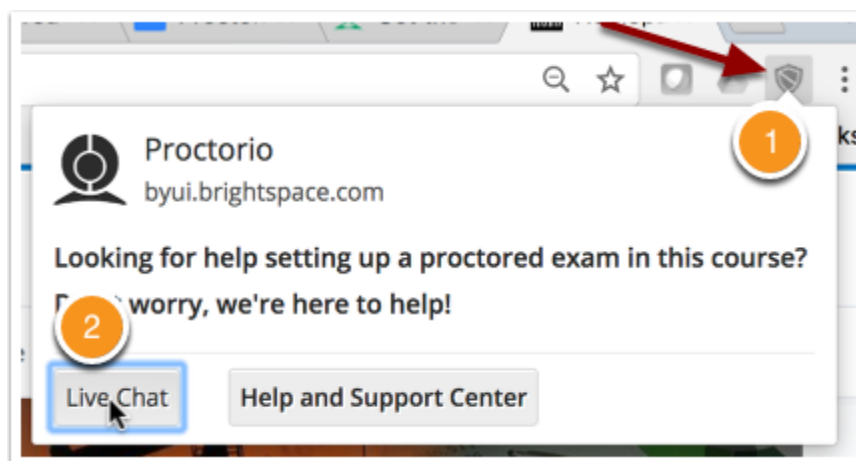 1
Proctorio
byui.brightspace.com
Looking for help setting up a proctored exam in this course?
worry, we're here to help!
2
Live Chat
Help and Support Center